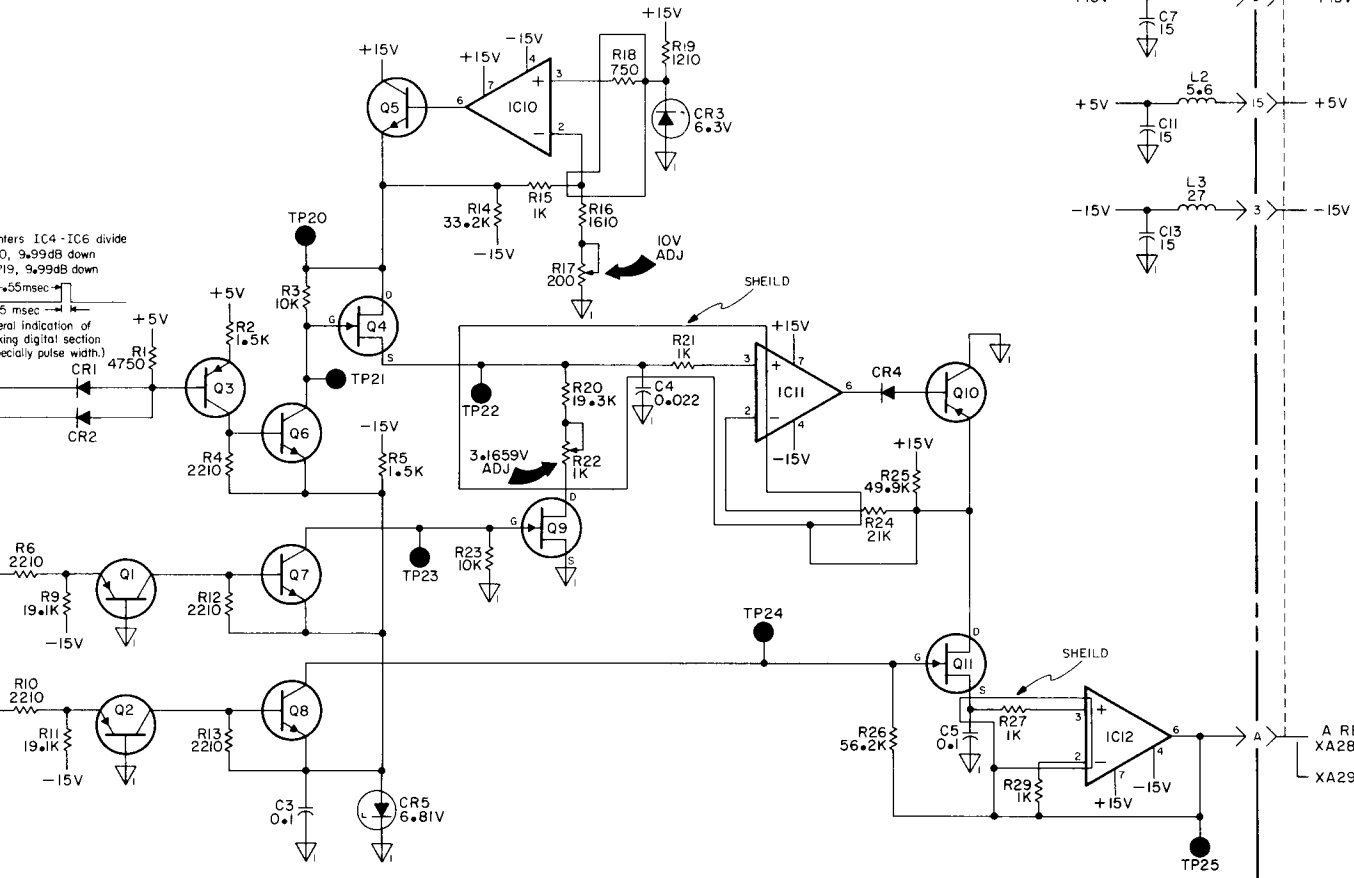 +15V
C7
15
+15V
+15V
-15V
+15V
R18
750
R19
1210
+15V
4
7
3
6
2
+
-
Q5
IC10
CR3
6.3V
L2
5.6
+5V
15
+5V
C11
15
R15
1K
R14
33.2K
-15V
R16
1610
L3
27
-15V
3
-15V
C13
15
TP20
10V
ADJ
R17
200
nters IC4-IC6 divide
0, 9.99dB down
19, 9.99dB down
.55msec
5 msec
eral indication of
king digital section
ecially pulse width.)
+5V
R1
4750
+5V
R2
1.5K
R3
10K
D
G
Q4
S
SHEILD
+15V
R21
1K
3
7
+
IC11
6
2
-
4
-15V
CR4
Q10
CR1
CR2
Q3
TP21
TP22
R20
19.3K
C4
0.022
Q6
R4
2210
-15V
R5
1.5K
3.1659V
ADJ
R22
1K
+15V
R25
49.9K
R24
21K
D
G
Q9
S
R6
2210
Q1
R9
19.1K
-15V
R12
2210
Q7
TP23
R23
10K
TP24
D
G
Q11
S
SHEILD
R10
2210
Q2
R11
19.1K
-15V
R13
2210
Q8
R26
56.2K
C5
0.1
R27
1K
3
+
IC12
6
2
-
4
7
-15V
+15V
R29
1K
A
XA28
XA29
C3
0.1
CR5
6.81V
TP25